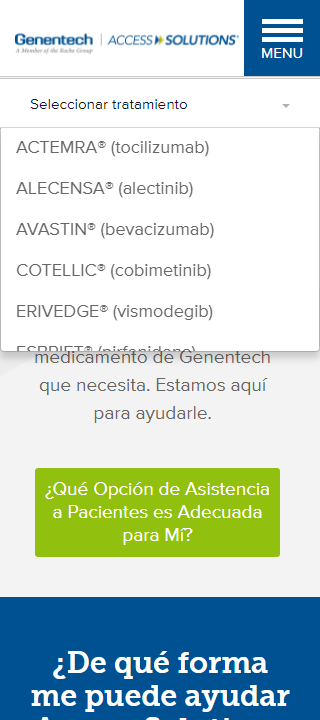 Genentech ACCESS SOLUTIONS®
A Member of the Roche Group
MENU
Seleccionar tratamiento
ACTEMRA® (tocilizumab)
ALECENSA® (alectinib)
AVASTIN® (bevacizumab)
COTELLIC® (cobimetinib)
ERIVEDGE® (vismodegib)
ESBRIET® (pirfenidone)
medicamento de Genentech
que necesita. Estamos aquí
para ayudarle.
¿Qué Opción de Asistencia
a Pacientes es Adecuada
para Mí?
¿De qué forma
me puede ayudar